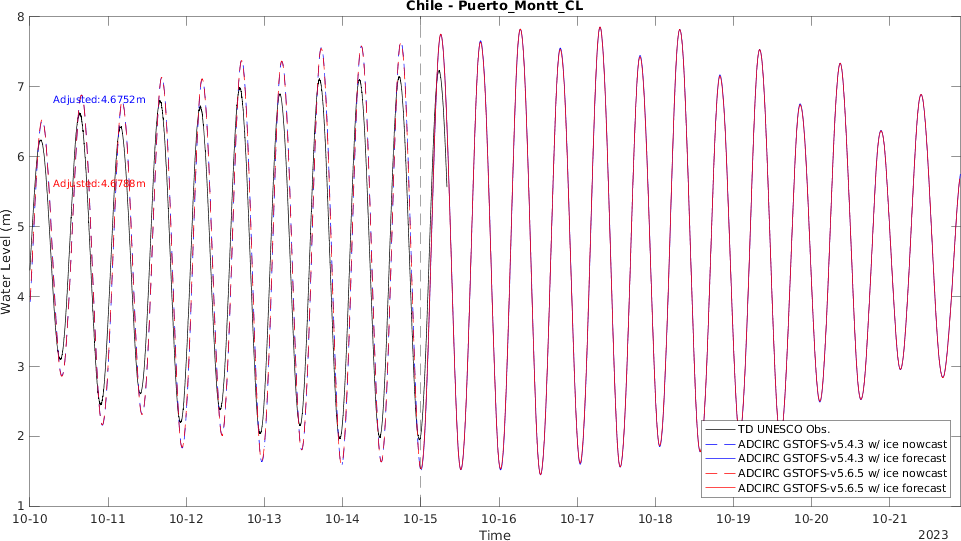 Chile - Puerto_Montt_CL
8
7
6
5
4
3
2
1
Water Level (m)
Adjusted:4.6752m
Adjusted:4.6788m
TD UNESCO Obs.
ADCIRC GSTOFS-v5.4.3 w/ ice nowcast
ADCIRC GSTOFS-v5.4.3 w/ ice forecast
ADCIRC GSTOFS-v5.6.5 w/ ice nowcast
ADCIRC GSTOFS-v5.6.5 w/ ice forecast
10-10 10-11 10-12 10-13 10-14 10-15 10-16 10-17 10-18 10-19 10-20 10-21
Time
2023